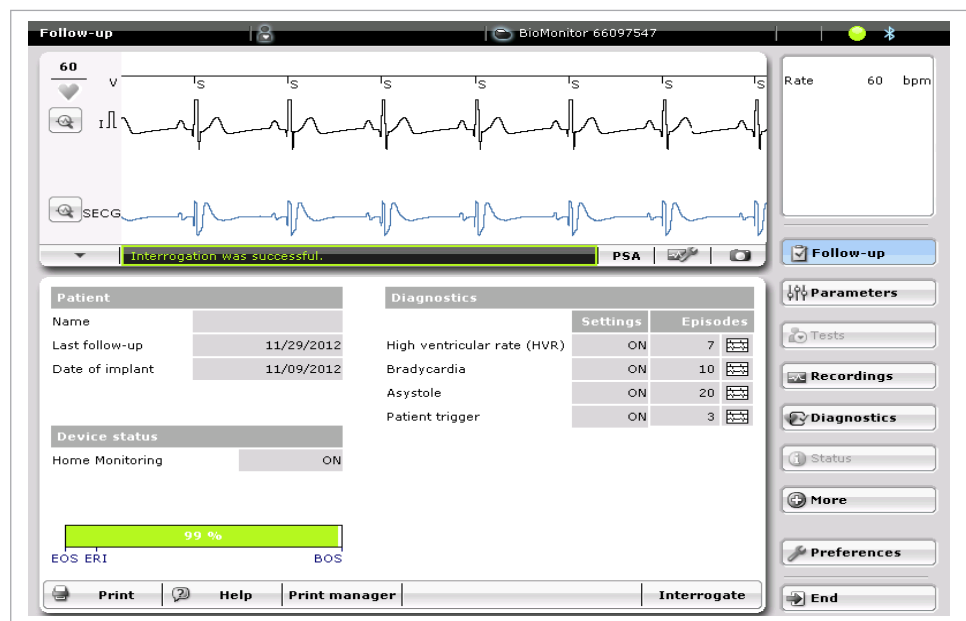 Follow-up BioMonitor 66097547
60
V S S S S S S S
I
SECG
Rate 60 bpm
Interrogation was successful. PSA
Follow-up
Parameters
Tests
Recordings
Diagnostics
Status
More
Preferences
End
Patient
Name
Last follow-up 11/29/2012
Date of implant 11/09/2012
Device status
Home Monitoring ON
99 %
EOS ERI BOS
Diagnostics
Settings Episodes
High ventricular rate (HVR) ON 7
Bradycardia ON 10
Asystole ON 20
Patient trigger ON 3
Print Help Print manager Interrogate